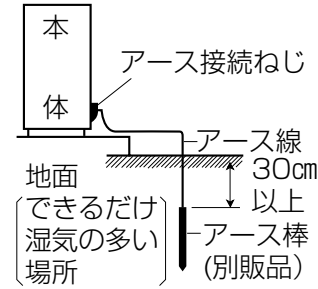 本体
アース接続ねじ
アース線
30㎝
以上
地面
できるだけ
湿気の多い
場所
アース棒
(別販品)